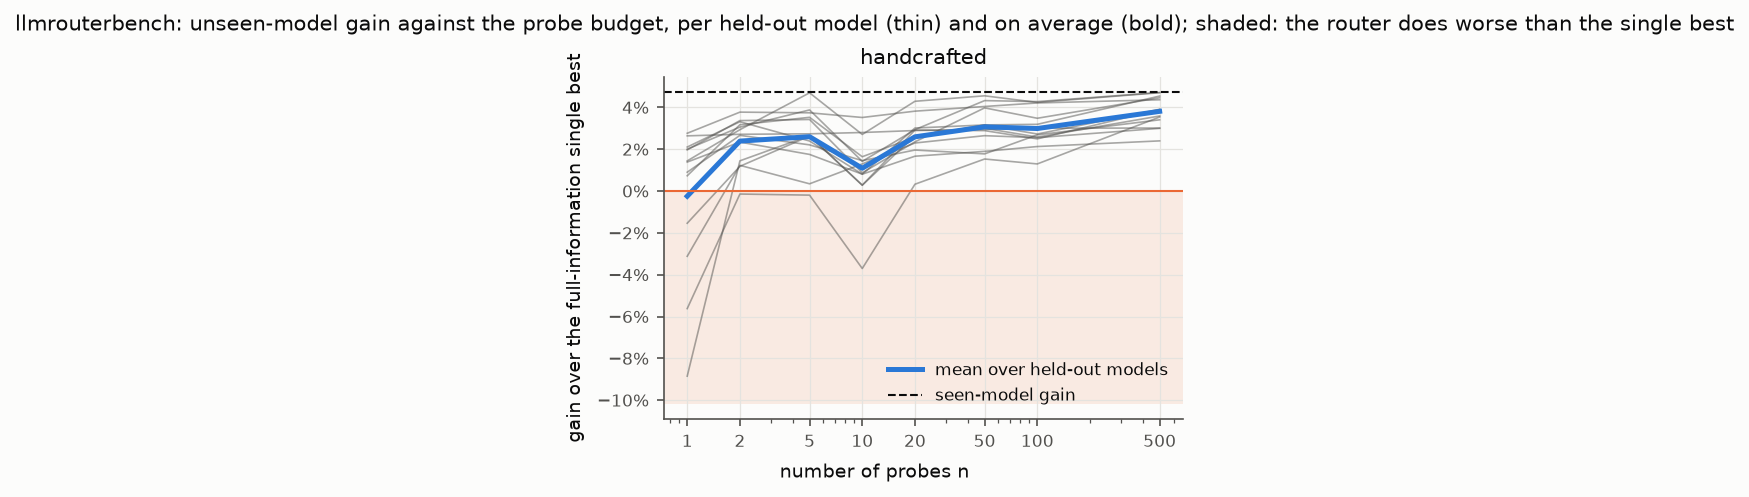 llmrouterbench: unseen-model gain against the probe budget, per held-out model (thin) and on average (bold); shaded: the router does worse than the single best
handcrafted
gain over the full-information single best
4%
2%
0%
−2%
−4%
−6%
−8%
−10%
mean over held-out models
seen-model gain
1 2 5 10 20 50 100 500
number of probes n